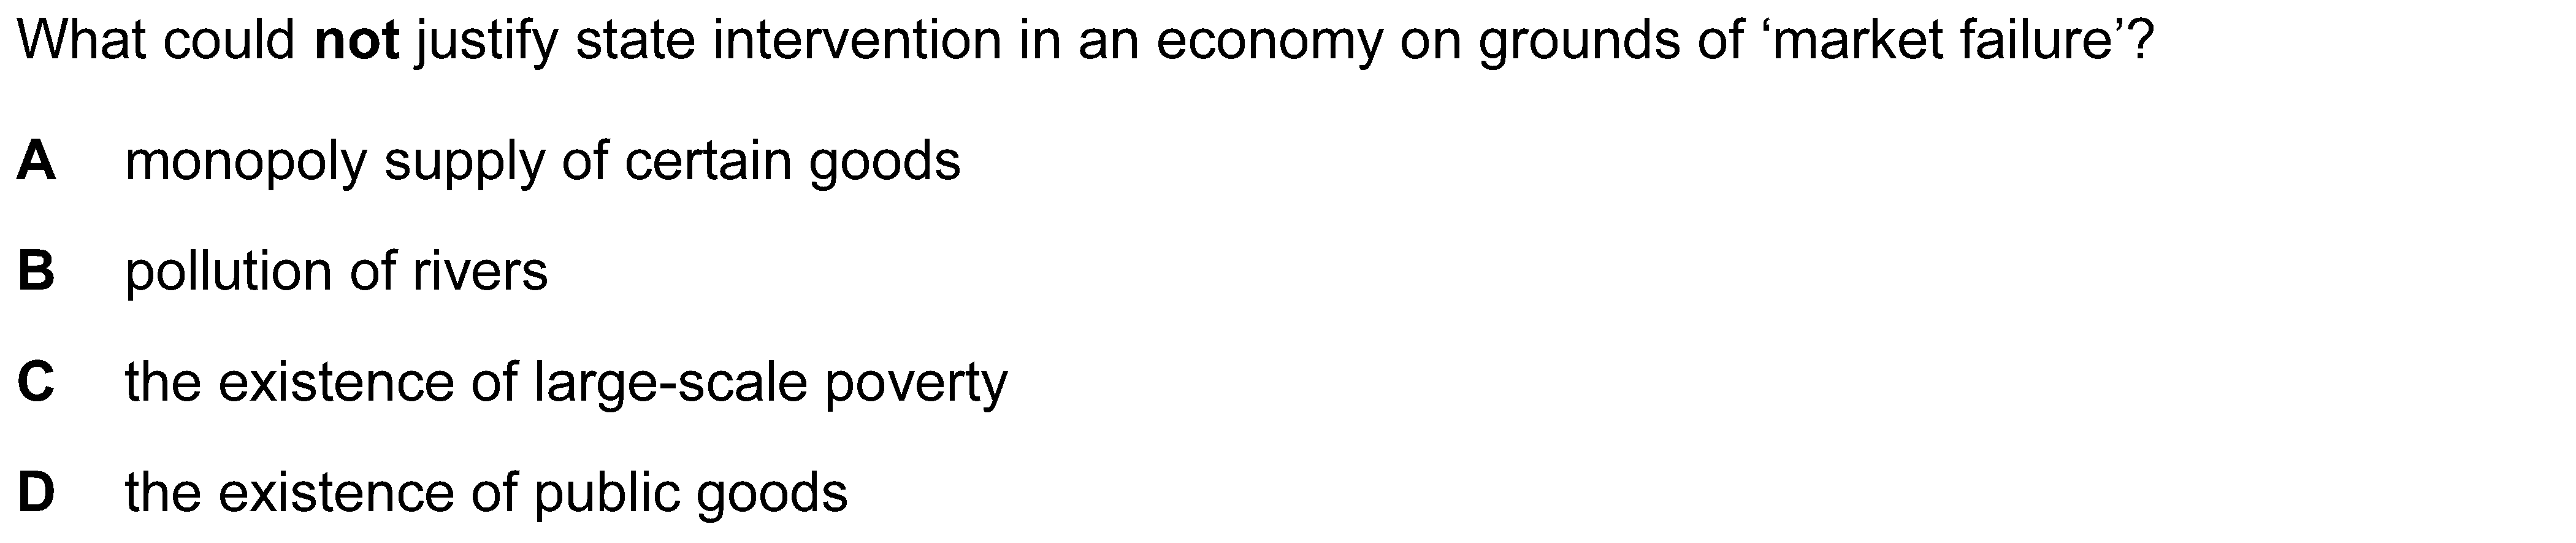 What could not justify state intervention in an economy on grounds of ‘market failure’?
A monopoly supply of certain goods
B pollution of rivers
C the existence of large-scale poverty
D the existence of public goods